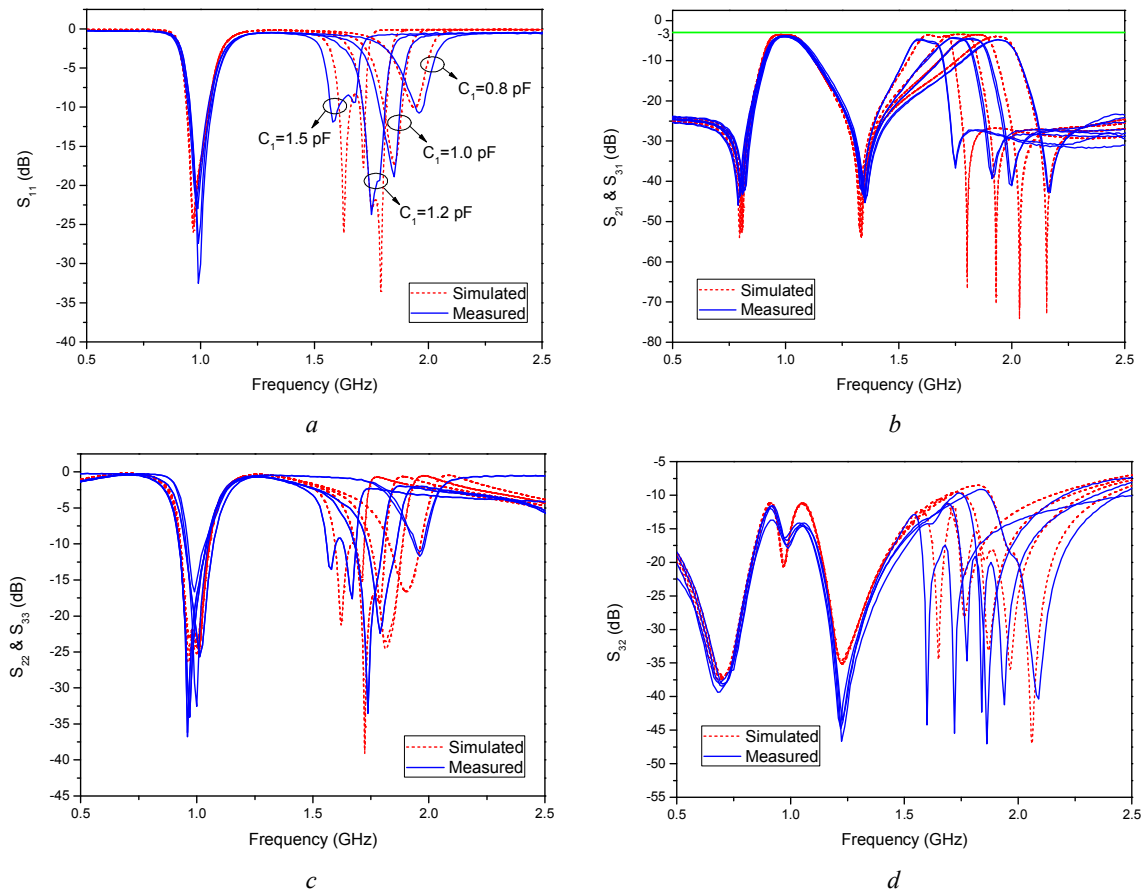 0
-5
-10
-15
-20
-25
-30
-35
-40
S11 (dB)
C1=0.8 pF
C1=1.5 pF
C1=1.0 pF
C1=1.2 pF
Simulated
Measured
0.5 1.0 1.5 2.0 2.5
Frequency (GHz)
a
0
-3
-10
-20
-30
-40
-50
-60
-70
-80
S21 & S31 (dB)
Simulated
Measured
0.5 1.0 1.5 2.0 2.5
Frequency (GHz)
b
0
-5
-10
-15
-20
-25
-30
-35
-40
-45
S22 & S33 (dB)
Simulated
Measured
0.5 1.0 1.5 2.0 2.5
Frequency (GHz)
c
-5
-10
-15
-20
-25
-30
-35
-40
-45
-50
-55
S32 (dB)
Simulated
Measured
0.5 1.0 1.5 2.0 2.5
Frequency (GHz)
d